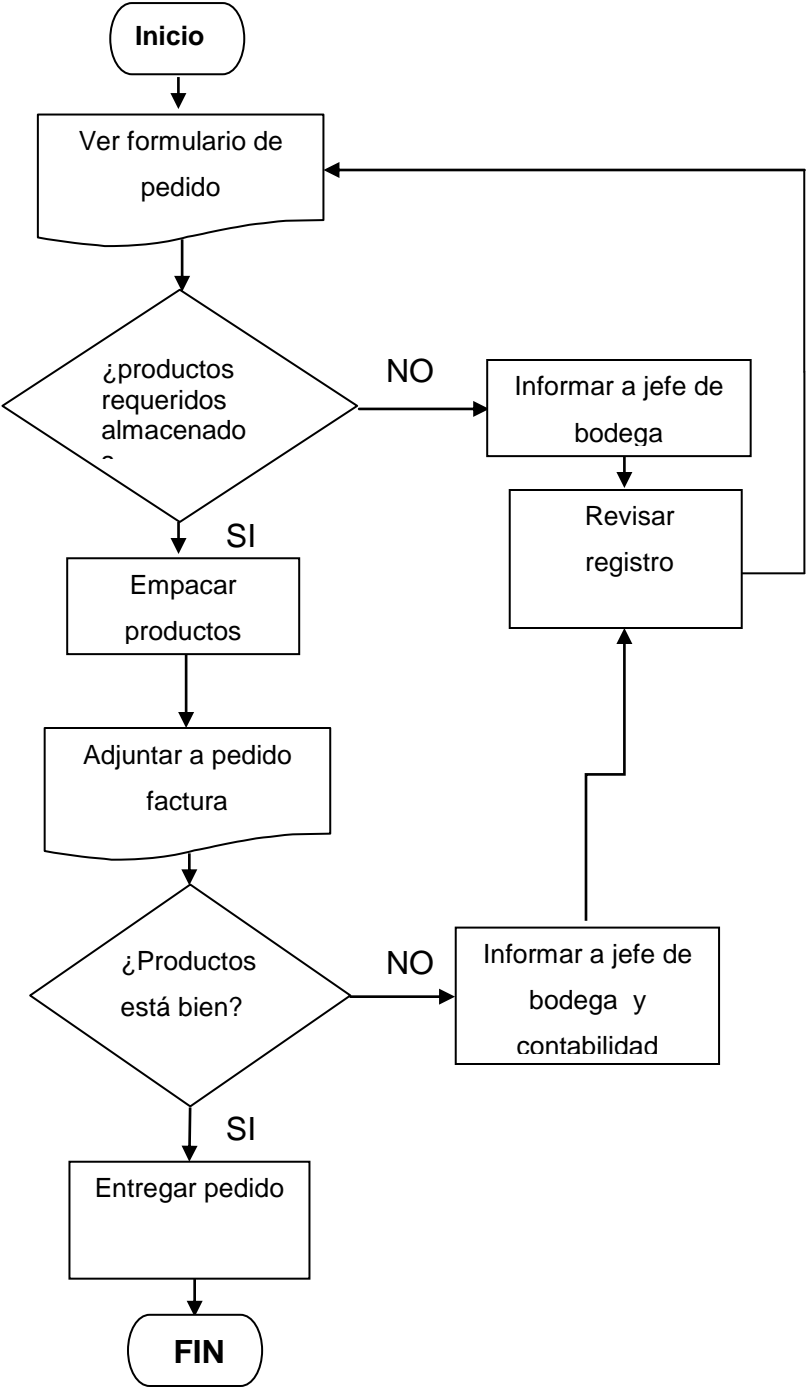 Inicio
Ver formulario de
pedido
¿productos
requeridos
almacenado
NO
Informar a jefe de
bodega
Revisar
registro
SI
Empacar
productos
Adjuntar a pedido
factura
¿Productos
está bien?
NO
Informar a jefe de
bodega y
contabilidad
SI
Entregar pedido
FIN